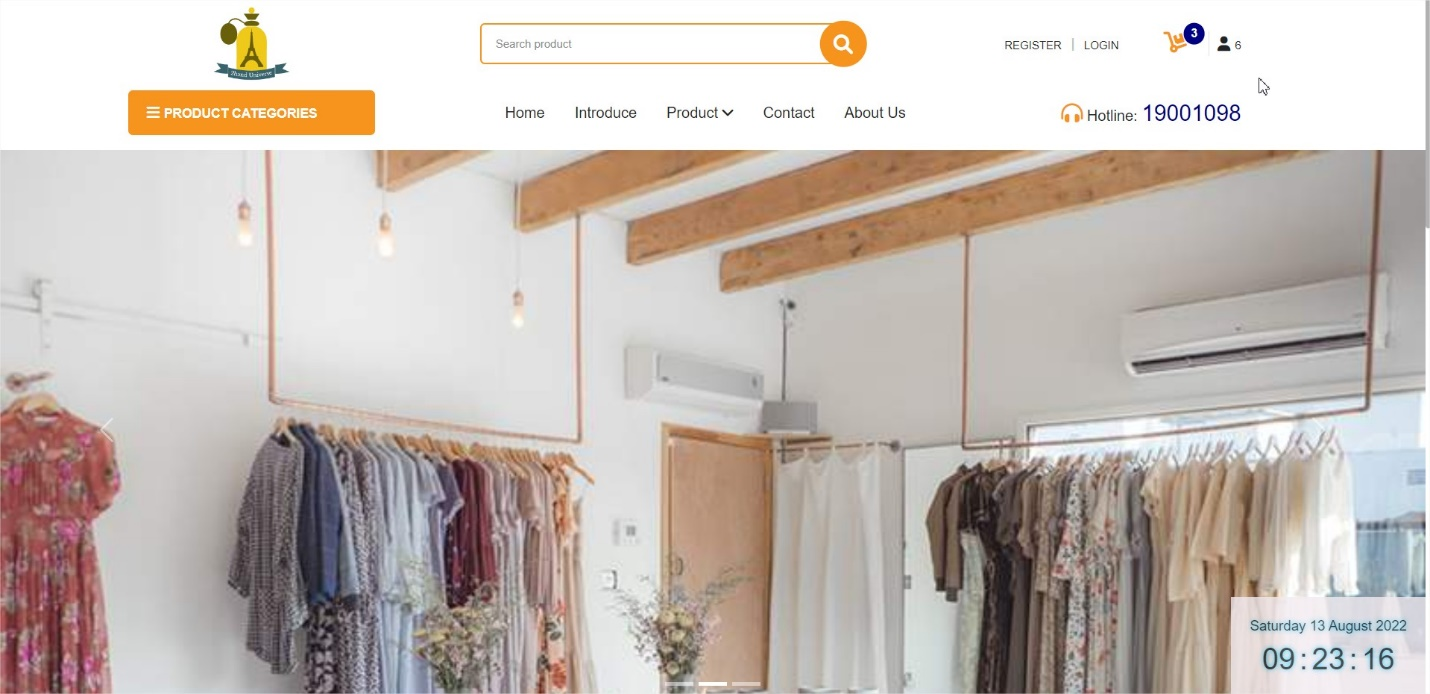 Search product
REGISTER | LOGIN
3
6
PRODUCT CATEGORIES
Home
Introduce
Product
Contact
About Us
Hotline: 19001098
Saturday 13 August 2022
09 : 23 : 16